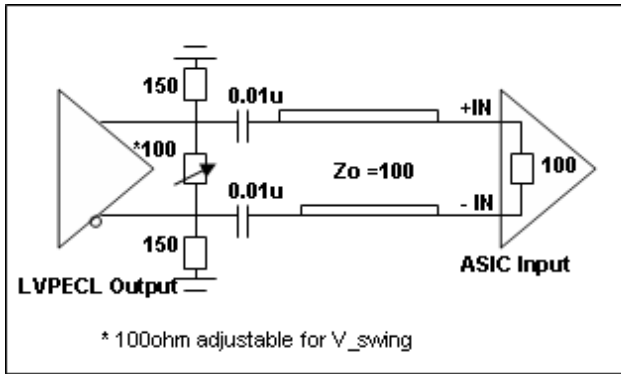 150
0.01u
+IN
*100
Zo =100
100
0.01u
- IN
150
ASIC Input
LVPECL Output
* 100ohm adjustable for V_swing